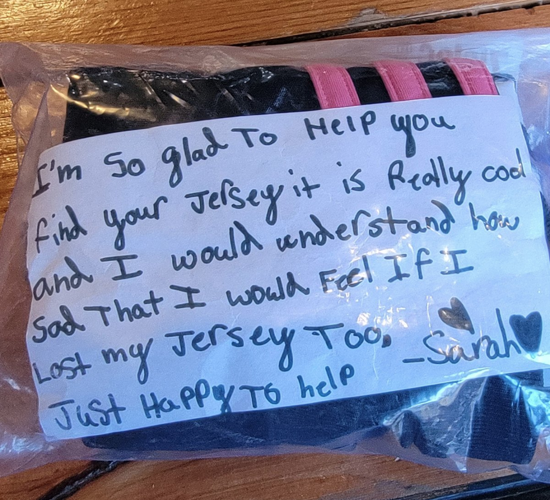 I'm so glad To Help you
find your Jersey it is Really cool
and I would understand how
sad That I would Feel If I
Lost my Jersey Too,
-Sarah
Just Happy To help